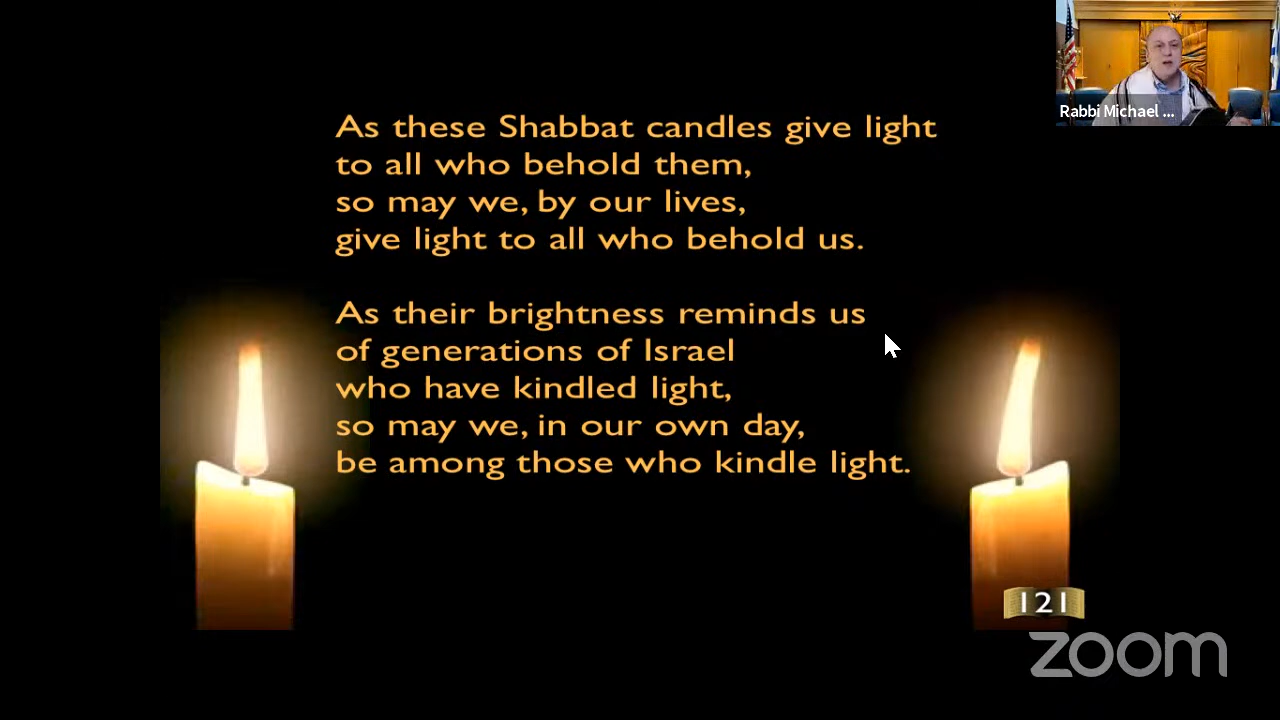 As these Shabbat candles give light
to all who behold them,
so may we, by our lives,
give light to all who behold us.
As their brightness reminds us
of generations of Israel
who have kindled light,
so may we, in our own day,
be among those who kindle light.
Rabbi Michael ...
121
zoom